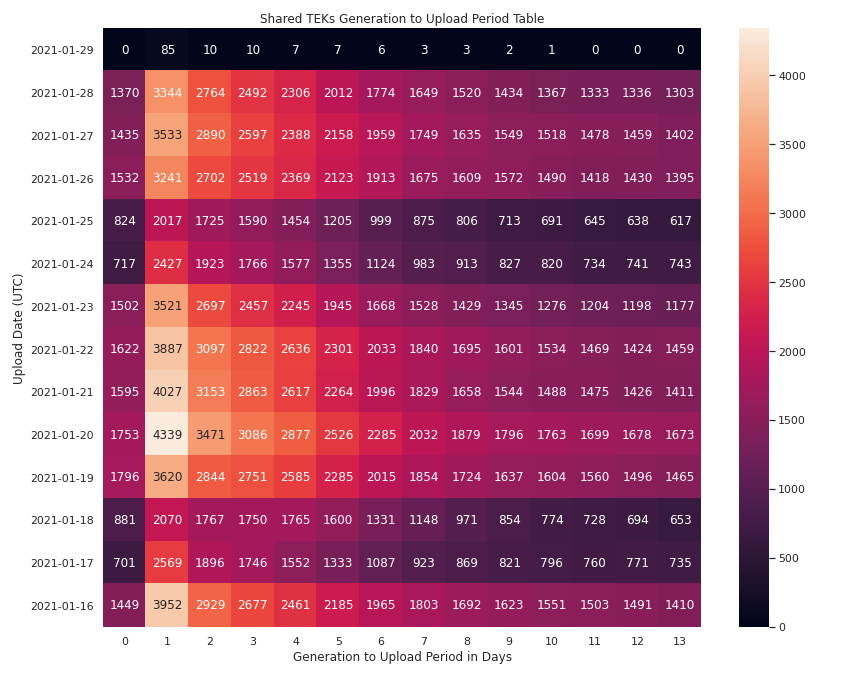 Shared TEKs Generation to Upload Period Table
2021-01-29 0 85 10 10 7 7 6 3 3 2 1 0 0 0
2021-01-28 1370 3344 2764 2492 2306 2012 1774 1649 1520 1434 1367 1333 1336 1303
2021-01-27 1435 3533 2890 2597 2388 2158 1959 1749 1635 1549 1518 1478 1459 1402
2021-01-26 1532 3241 2702 2519 2369 2123 1913 1675 1609 1572 1490 1418 1430 1395
2021-01-25 824 2017 1725 1590 1454 1205 999 875 806 713 691 645 638 617
2021-01-24 717 2427 1923 1766 1577 1355 1124 983 913 827 820 734 741 743
2021-01-23 1502 3521 2697 2457 2245 1945 1668 1528 1429 1345 1276 1204 1198 1177
2021-01-22 1622 3887 3097 2822 2636 2301 2033 1840 1695 1601 1534 1469 1424 1459
2021-01-21 1595 4027 3153 2863 2617 2264 1996 1829 1658 1544 1488 1475 1426 1411
2021-01-20 1753 4339 3471 3086 2877 2526 2285 2032 1879 1796 1763 1699 1678 1673
2021-01-19 1796 3620 2844 2751 2585 2285 2015 1854 1724 1637 1604 1560 1496 1465
2021-01-18 881 2070 1767 1750 1765 1600 1331 1148 971 854 774 728 694 653
2021-01-17 701 2569 1896 1746 1552 1333 1087 923 869 821 796 760 771 735
2021-01-16 1449 3952 2929 2677 2461 2185 1965 1803 1692 1623 1551 1503 1491 1410
0 1 2 3 4 5 6 7 8 9 10 11 12 13
Generation to Upload Period in Days
Upload Date (UTC)
4000
3500
3000
2500
2000
1500
1000
500
0